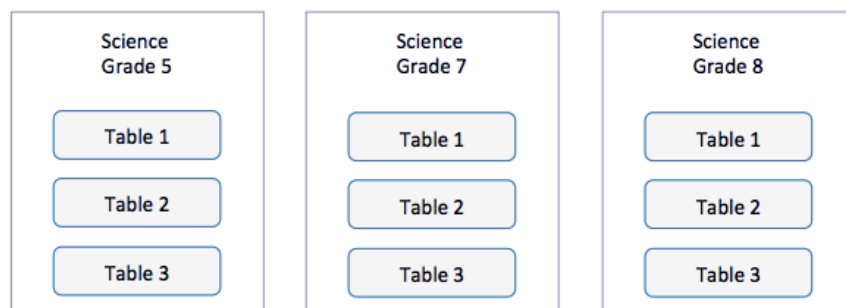 Science
Grade 5
Table 1
Table 2
Table 3
Science
Grade 7
Table 1
Table 2
Table 3
Science
Grade 8
Table 1
Table 2
Table 3